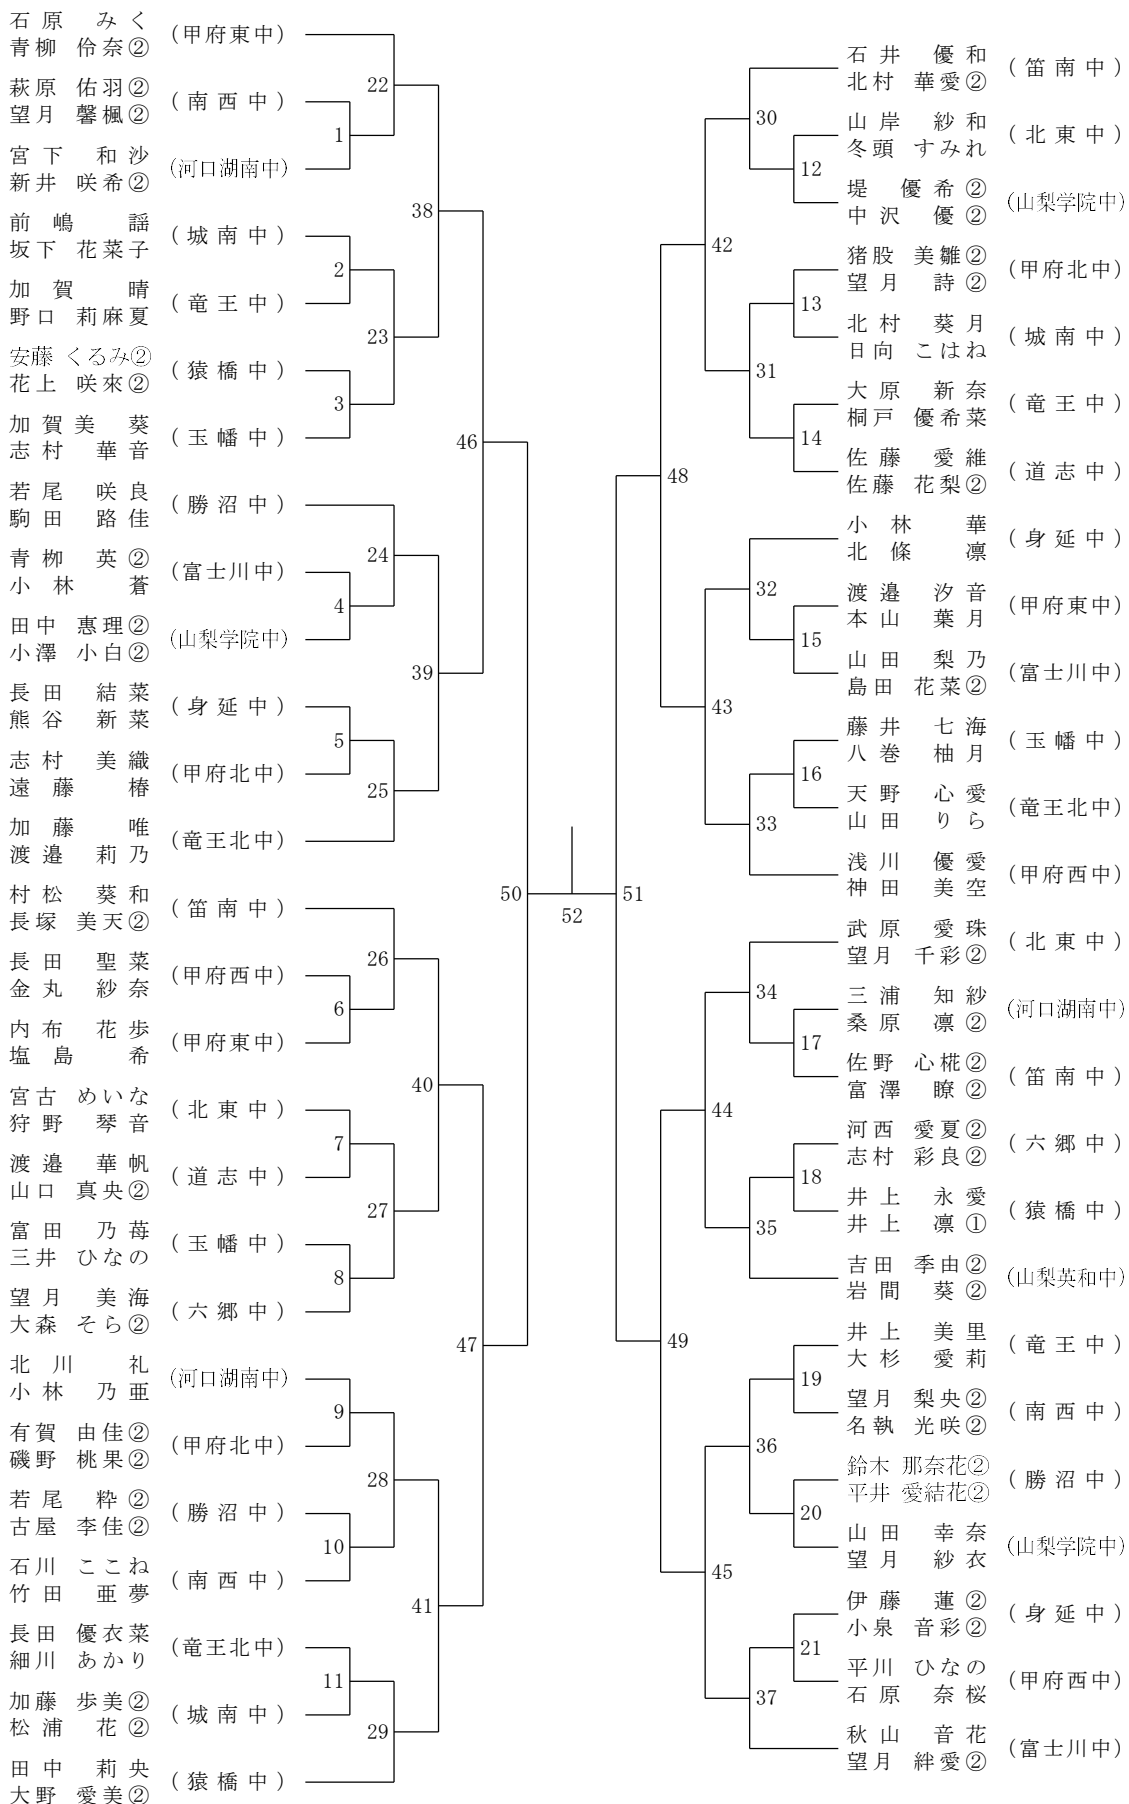 石原 みく
青柳 伶奈② (甲府東中)
萩原 佑羽②
望月 馨楓② (南西中)
宮下 和沙
新井 咲希② (河口湖南中)
前嶋 謡
坂下 花菜子 (城南中)
加賀 晴
野口 莉麻夏 (竜王中)
安藤 くるみ②
花上 咲來② (猿橋中)
加賀美 葵
志村 華音 (玉幡中)
若尾 咲良
駒田 路佳 (勝沼中)
青栁 英②
小林 蒼 (富士川中)
田中 惠理②
小澤 小白② (山梨学院中)
長田 結菜
熊谷 新菜 (身延中)
志村 美織
遠藤 椿 (甲府北中)
加藤 唯
渡邉 莉乃 (竜王北中)
村松 葵和
長塚 美天② (笛南中)
長田 聖菜
金丸 紗奈 (甲府西中)
内布 花歩
塩島 希 (甲府東中)
宮古 めいな
狩野 琴音 (北東中)
渡邉 華帆
山口 真央② (道志中)
富田 乃苺
三井 ひなの (玉幡中)
望月 美海
大森 そら② (六郷中)
北川 礼
小林 乃亜 (河口湖南中)
有賀 由佳②
磯野 桃果② (甲府北中)
若尾 粋②
古屋 李佳② (勝沼中)
石川 ここね
竹田 亜夢 (南西中)
長田 優衣菜
細川 あかり (竜王北中)
加藤 歩美②
松浦 花② (城南中)
田中 莉央
大野 愛美② (猿橋中)
1
2
3
4
5
6
7
8
9
10
11
22
23
24
25
26
27
28
29
38
39
40
41
46
47
50
52
51
48
49
42
43
44
45
30
31
32
33
34
35
36
37
12
13
14
15
16
17
18
19
20
21
石井 優和
北村 華愛② (笛南中)
山岸 紗和
冬頭 すみれ (北東中)
堤 優希②
中沢 優② (山梨学院中)
猪股 美雛②
望月 詩② (甲府北中)
北村 葵月
日向 こはね (城南中)
大原 新奈
桐戸 優希菜 (竜王中)
佐藤 愛維
佐藤 花梨② (道志中)
小林 華
北條 凛 (身延中)
渡邉 汐音
本山 葉月 (甲府東中)
山田 梨乃
島田 花菜② (富士川中)
藤井 七海
八巻 柚月 (玉幡中)
天野 心愛
山田 りら (竜王北中)
浅川 優愛
神田 美空 (甲府西中)
武原 愛珠
望月 千彩② (北東中)
三浦 知紗
桑原 凛② (河口湖南中)
佐野 心椛②
富澤 瞭② (笛南中)
河西 愛夏②
志村 彩良② (六郷中)
井上 永愛
井上 凛① (猿橋中)
吉田 季由②
岩間 葵② (山梨英和中)
井上 美里
大杉 愛莉 (竜王中)
望月 梨央②
名執 光咲② (南西中)
鈴木 那奈花②
平井 愛結花② (勝沼中)
山田 幸奈
望月 紗衣 (山梨学院中)
伊藤 蓮②
小泉 音彩② (身延中)
平川 ひなの
石原 奈桜 (甲府西中)
秋山 音花
望月 絆愛② (富士川中)